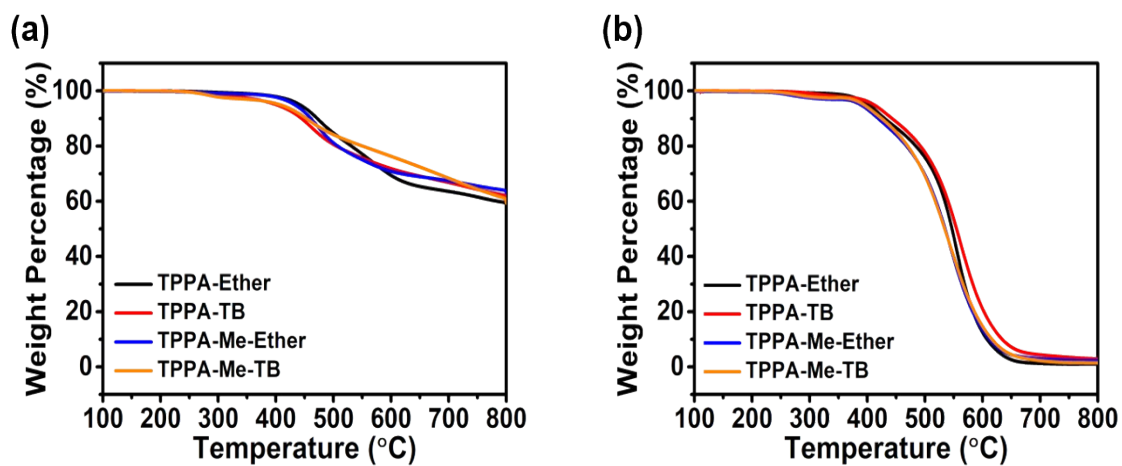 (a)
Weight Percentage (%)
100
80
60
40
20
0
TPPA-Ether
TPPA-TB
TPPA-Me-Ether
TPPA-Me-TB
100 200 300 400 500 600 700 800
Temperature (°C)
(b)
Weight Percentage (%)
100
80
60
40
20
0
TPPA-Ether
TPPA-TB
TPPA-Me-Ether
TPPA-Me-TB
100 200 300 400 500 600 700 800
Temperature (°C)